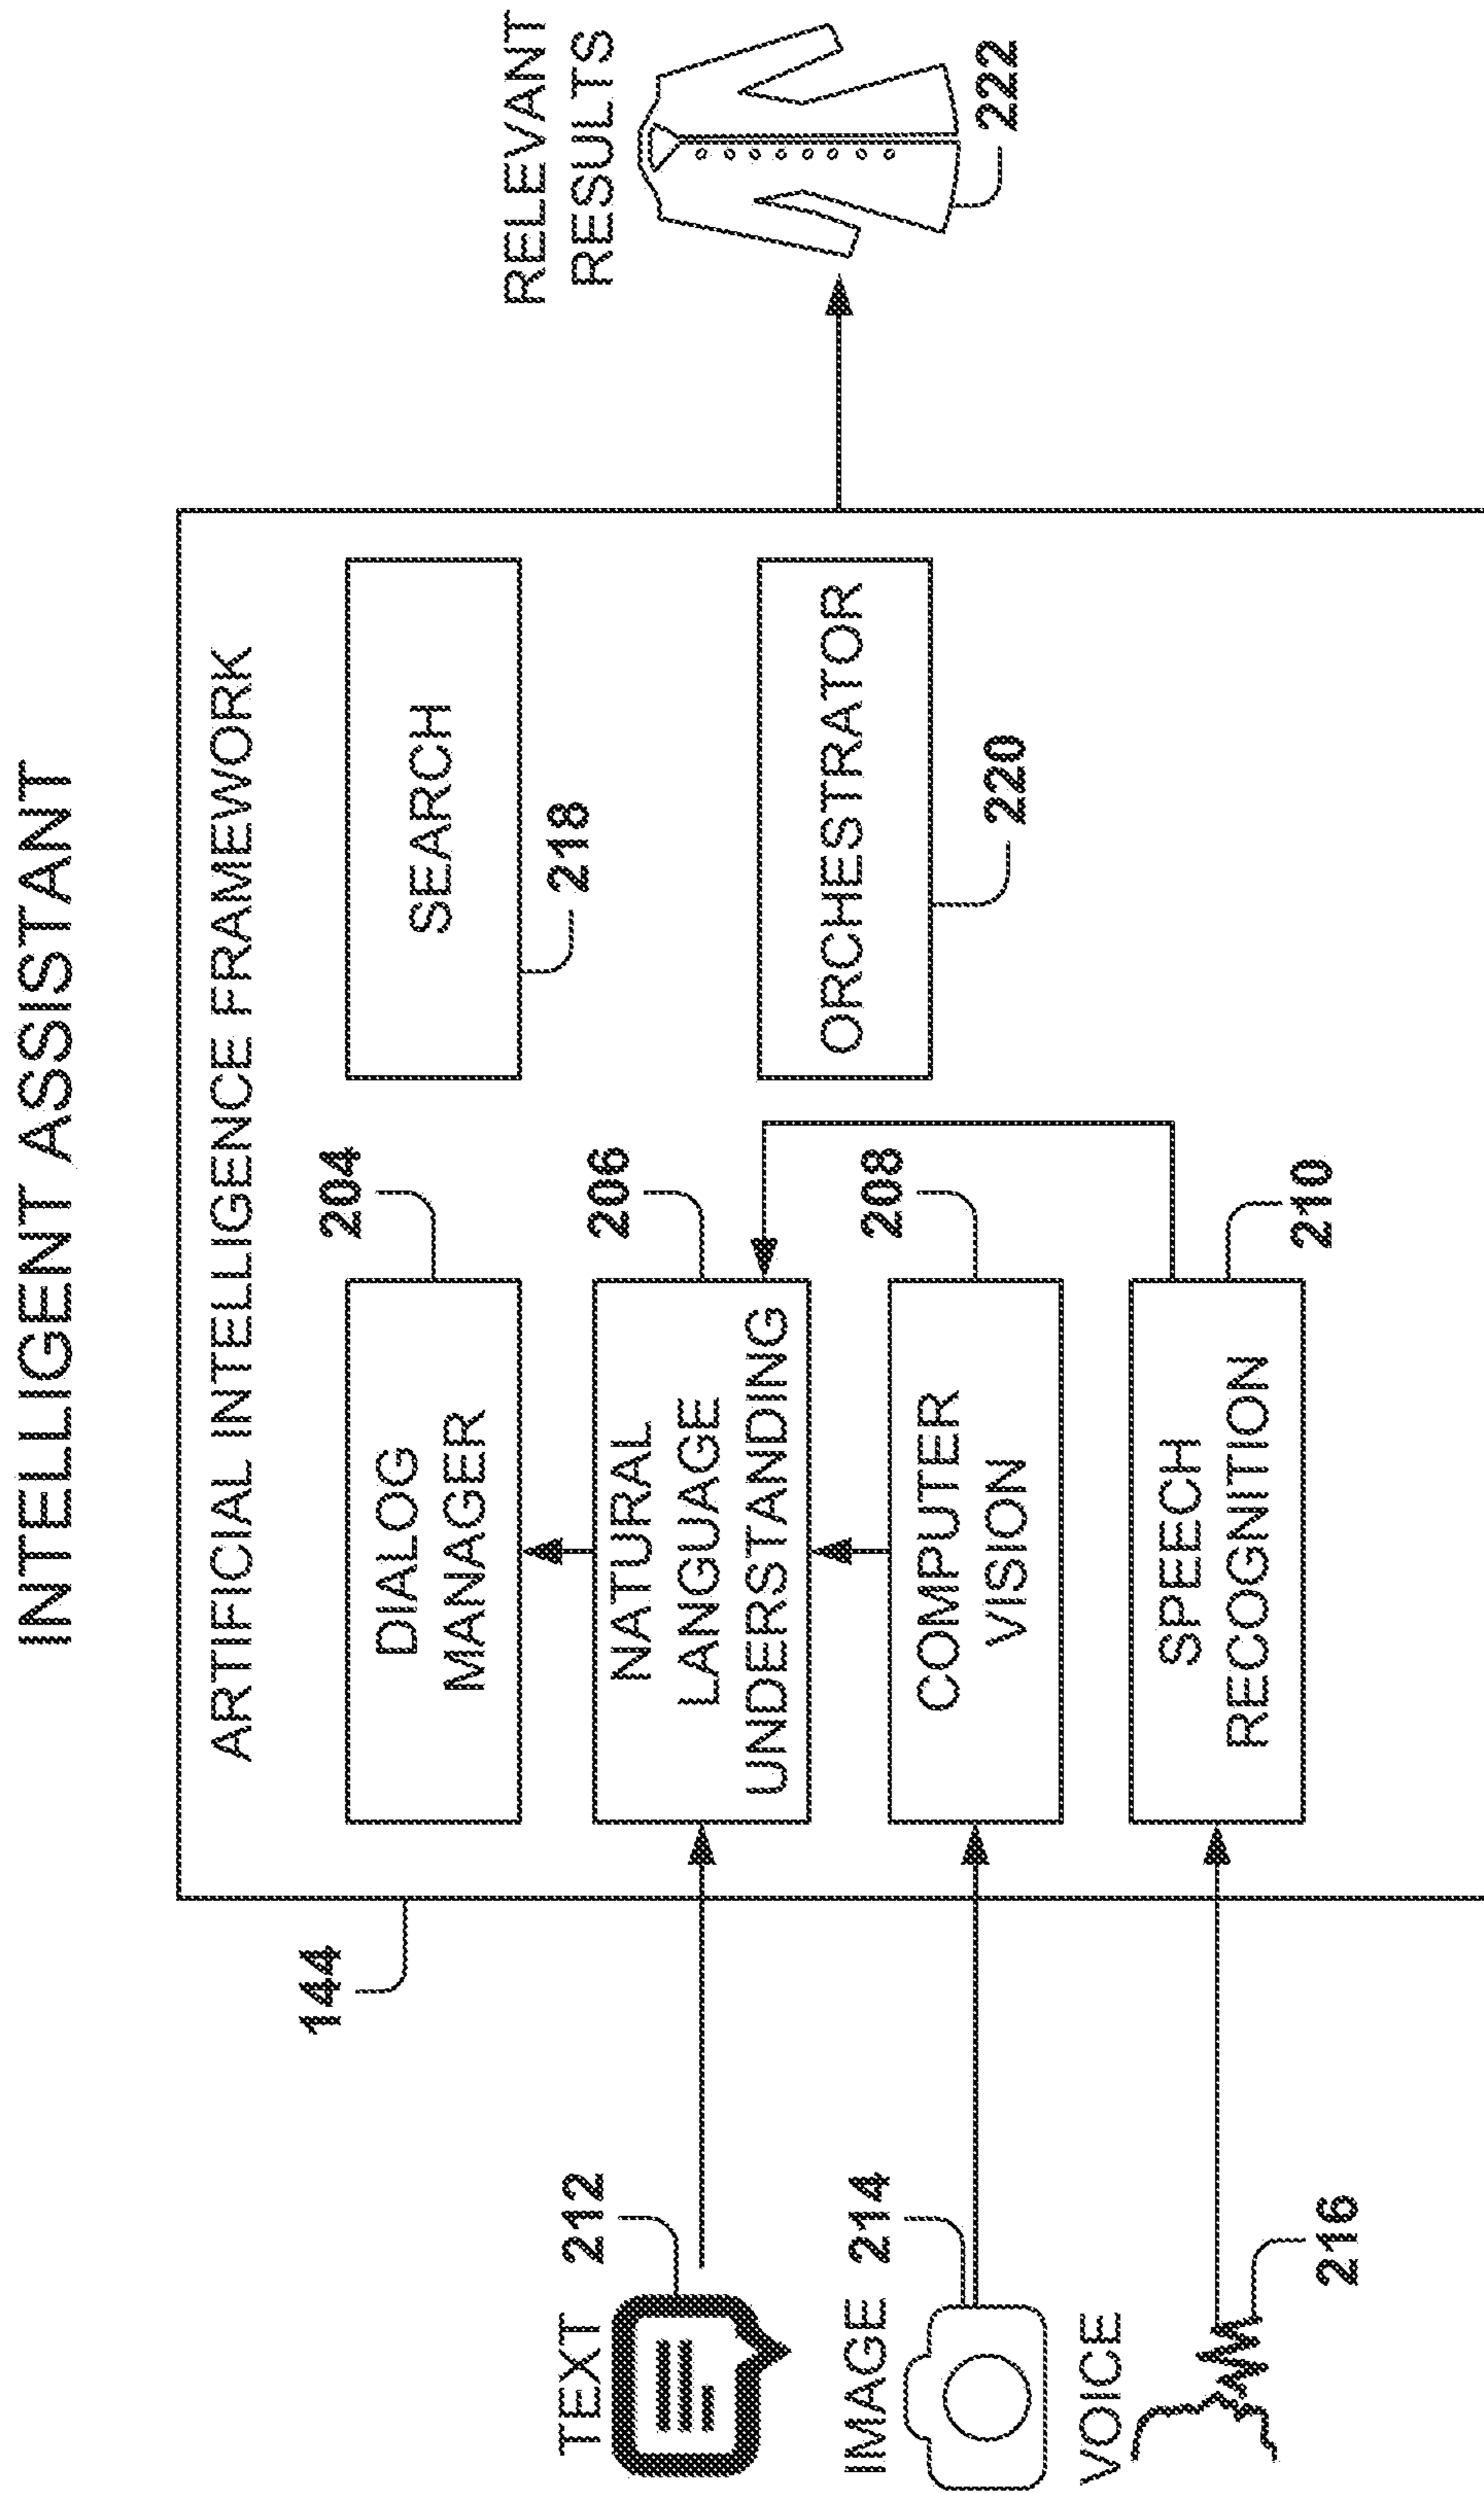 INTELLIGENT ASSISTANT
ARTIFICIAL INTELLIGENCE FRAMEWORK
144
TEXT
212
IMAGE
214
VOICE
216
DIALOG
MANAGER
204
NATURAL
LANGUAGE
UNDERSTANDING
206
COMPUTER
VISION
208
SPEECH
RECOGNITION
210
SEARCH
218
ORCHESTRATOR
220
RELEVANT
RESULTS
222